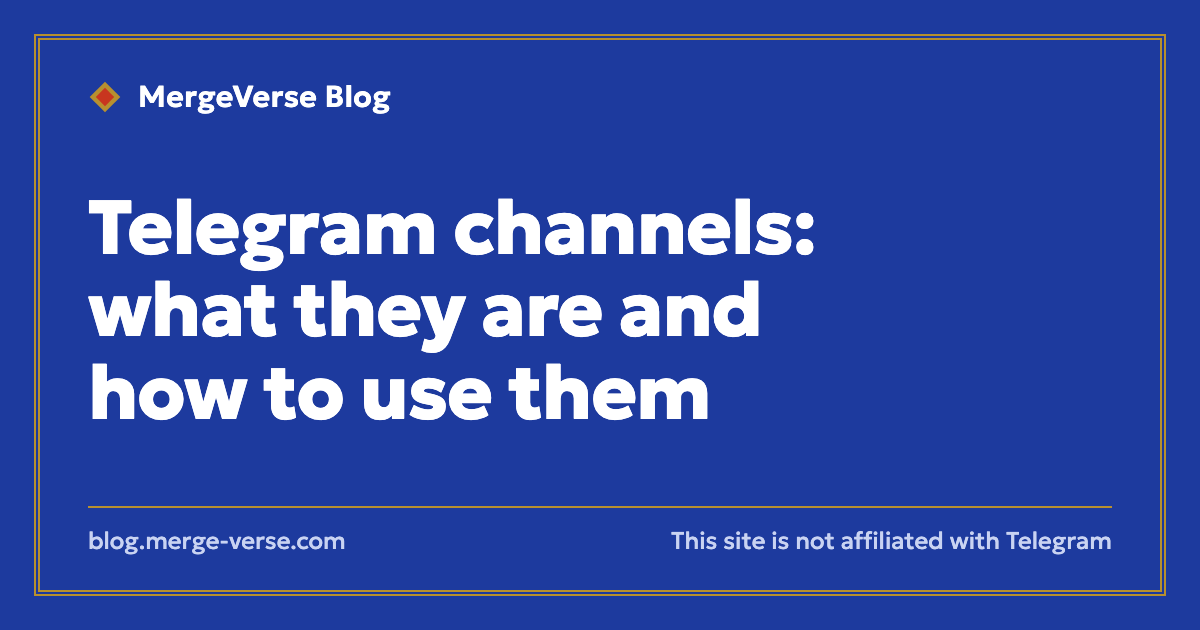 MergeVerse Blog
Telegram channels:
what they are and
how to use them
blog.merge-verse.com
This site is not affiliated with Telegram